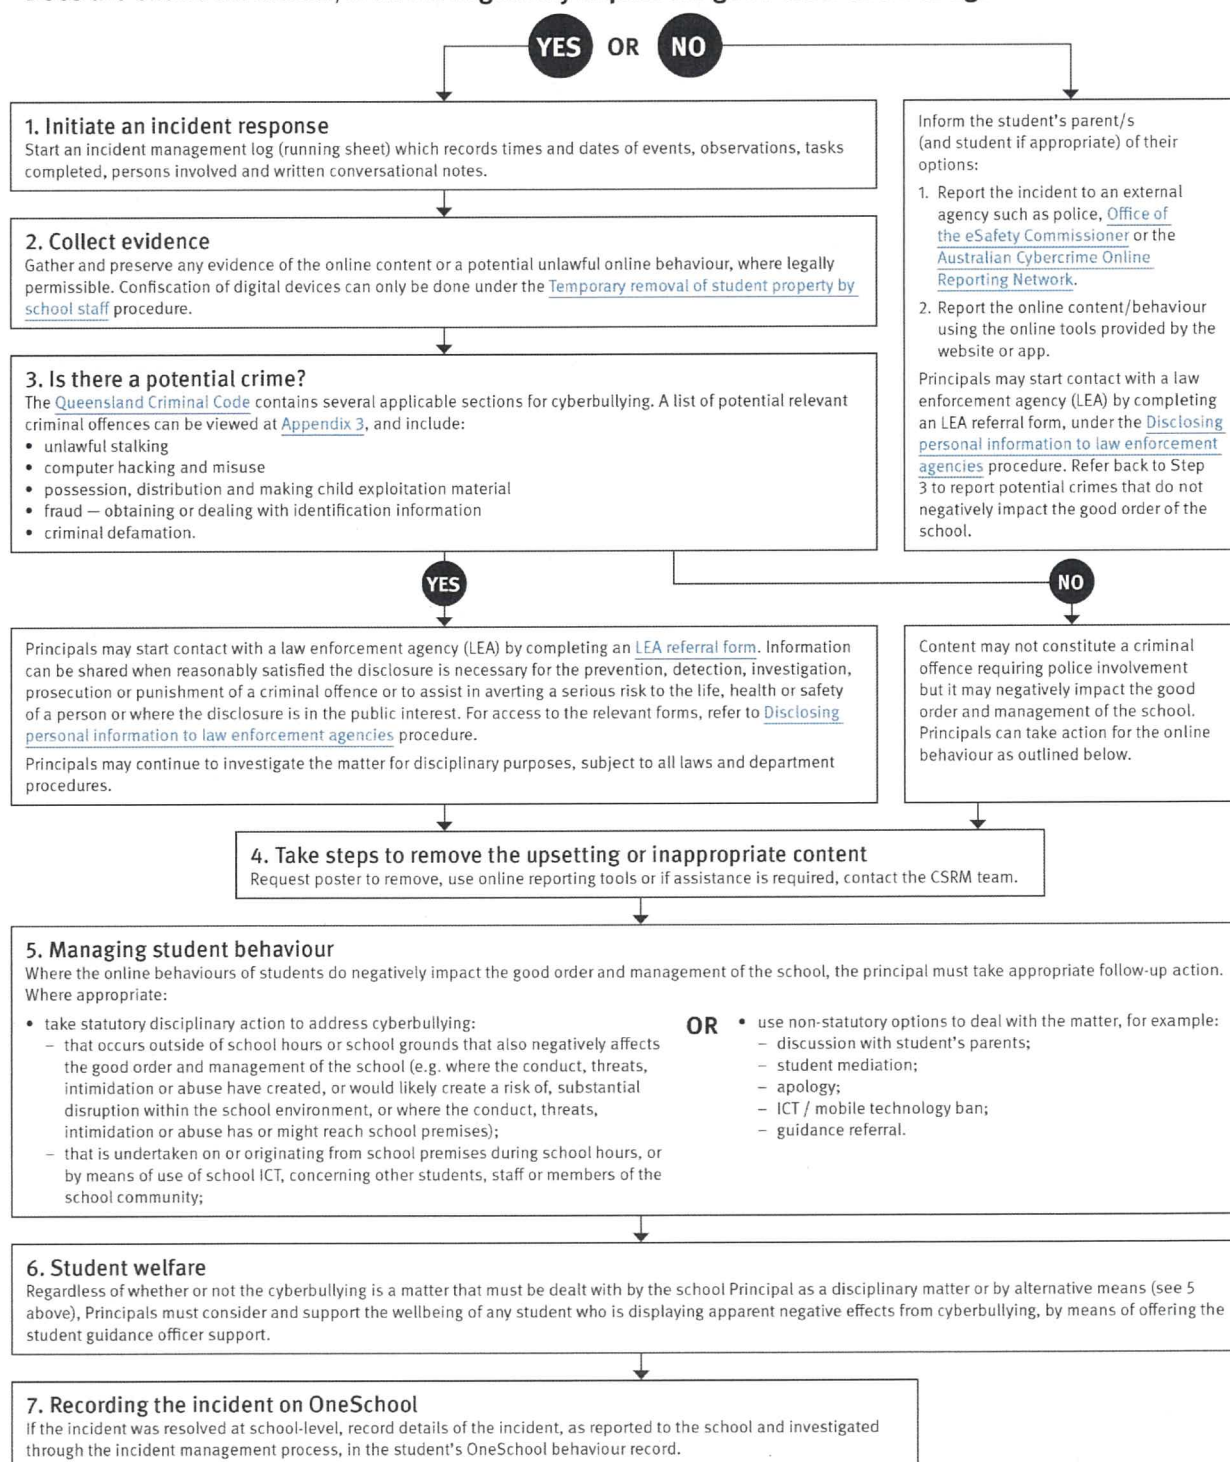 YES OR NO
1. Initiate an incident response
Start an incident management log (running sheet) which records times and dates of events, observations, tasks
completed, persons involved and written conversational notes.
Inform the student's parent/s
(and student if appropriate) of their
options:
1. Report the incident to an external
agency such as police, Office of
the eSafety Commissioner or the
Australian Cybercrime Online
Reporting Network.
2. Report the online content/behaviour
using the online tools provided by the
website or app.
Principals may start contact with a law
enforcement agency (LEA) by completing
an LEA referral form, under the Disclosing
personal information to law enforcement
agencies procedure. Refer back to Step
3 to report potential crimes that do not
negatively impact the good order of the
school.
2. Collect evidence
Gather and preserve any evidence of the online content or a potential unlawful online behaviour, where legally
permissible. Confiscation of digital devices can only be done under the Temporary removal of student property by
school staff procedure.
3. Is there a potential crime?
The Queensland Criminal Code contains several applicable sections for cyberbullying. A list of potential relevant
criminal offences can be viewed at Appendix 3, and include:
• unlawful stalking
• computer hacking and misuse
• possession, distribution and making child exploitation material
• fraud — obtaining or dealing with identification information
• criminal defamation.
YES
NO
Principals may start contact with a law enforcement agency (LEA) by completing an LEA referral form. Information
can be shared when reasonably satisfied the disclosure is necessary for the prevention, detection, investigation,
prosecution or punishment of a criminal offence or to assist in averting a serious risk to the life, health or safety
of a person or where the disclosure is in the public interest. For access to the relevant forms, refer to Disclosing
personal information to law enforcement agencies procedure.
Principals may continue to investigate the matter for disciplinary purposes, subject to all laws and department
procedures.
Content may not constitute a criminal
offence requiring police involvement
but it may negatively impact the good
order and management of the school.
Principals can take action for the online
behaviour as outlined below.
4. Take steps to remove the upsetting or inappropriate content
Request poster to remove, use online reporting tools or if assistance is required, contact the CSRM team.
5. Managing student behaviour
Where the online behaviours of students do negatively impact the good order and management of the school, the principal must take appropriate follow-up action.
Where appropriate:
• take statutory disciplinary action to address cyberbullying:
– that occurs outside of school hours or school grounds that also negatively affects
the good order and management of the school (e.g. where the conduct, threats,
intimidation or abuse have created, or would likely create a risk of, substantial
disruption within the school environment, or where the conduct, threats,
intimidation or abuse has or might reach school premises);
– that is undertaken on or originating from school premises during school hours, or
by means of use of school ICT, concerning other students, staff or members of the
school community;
OR
• use non-statutory options to deal with the matter, for example:
– discussion with student's parents;
– student mediation;
– apology;
– ICT / mobile technology ban;
– guidance referral.
6. Student welfare
Regardless of whether or not the cyberbullying is a matter that must be dealt with by the school Principal as a disciplinary matter or by alternative means (see 5
above), Principals must consider and support the wellbeing of any student who is displaying apparent negative effects from cyberbullying, by means of offering the
student guidance officer support.
7. Recording the incident on OneSchool
If the incident was resolved at school-level, record details of the incident, as reported to the school and investigated
through the incident management process, in the student's OneSchool behaviour record.